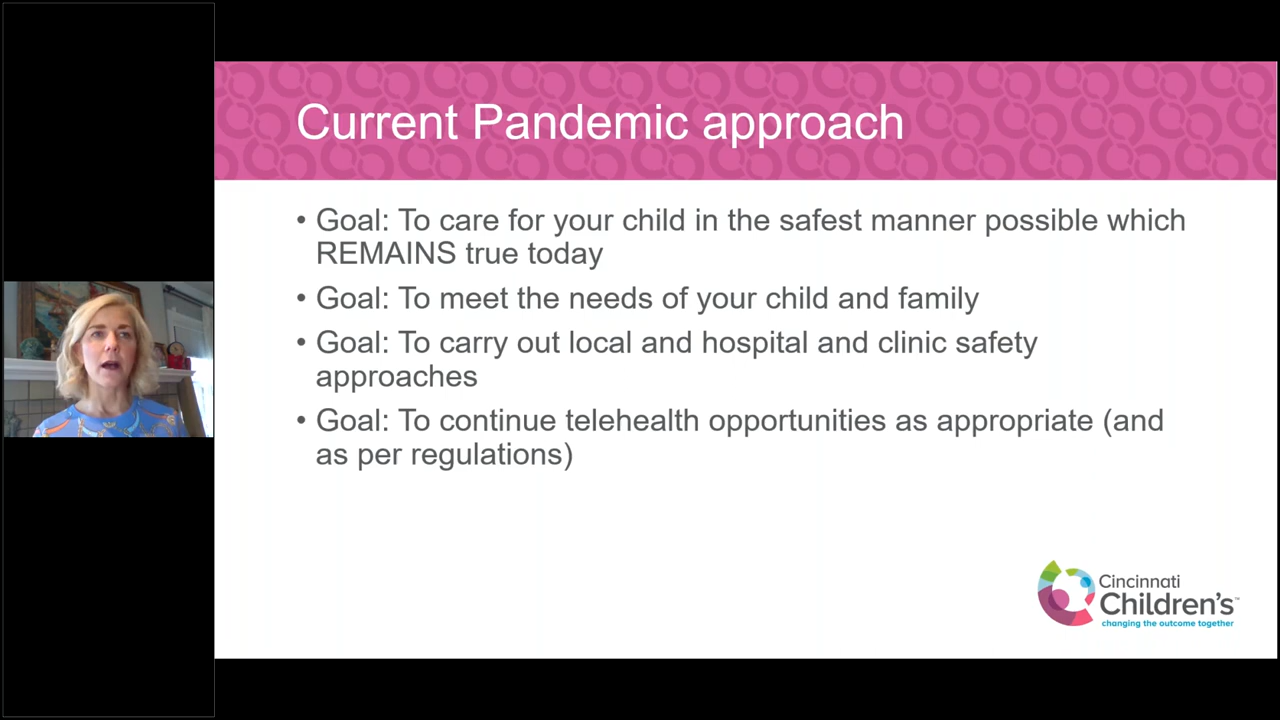 Current Pandemic approach
• Goal: To care for your child in the safest manner possible which
REMAINS true today
• Goal: To meet the needs of your child and family
• Goal: To carry out local and hospital and clinic safety
approaches
• Goal: To continue telehealth opportunities as appropriate (and
as per regulations)
Cincinnati
Children's™
changing the outcome together